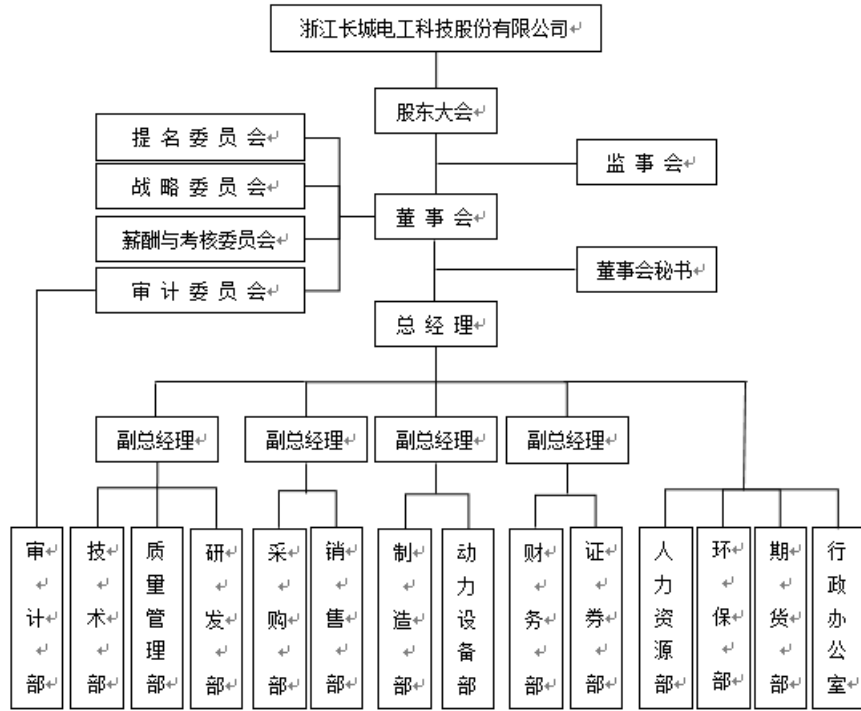 浙江长城电工科技股份有限公司
股东大会
提名委员会
监事会
战略委员会
董事会
薪酬与考核委员会
董事会秘书
审计委员会
总经理
副总经理
副总经理
副总经理
副总经理
审计部
技术部
质量管理部
研发部
采购部
销售部
制造部
动力设备部
财务部
证券部
人力资源部
环保部
期货部
行政办公室